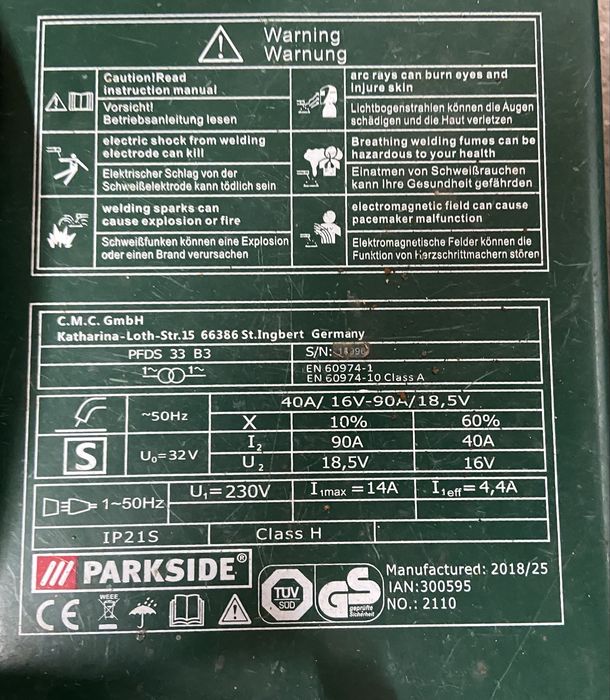 Warning
Warnung
Caution!Read
instruction manual
Vorsicht!
Betriebsanleitung lesen
arc rays can burn eyes and
injure skin
Lichtbogenstrahlen können die Augen
schädigen und die Haut verletzen
electric shock from welding
electrode can kill
Elektrischer Schlag von der
Schweißelektrode kann tödlich sein
Breathing welding fumes can be
hazardous to your health
Einatmen von Schweißrauchen
kann Ihre Gesundheit gefährden
welding sparks can
cause explosion or fire
Schweißfunken können eine Explosion
oder einen Brand verursachen
electromagnetic field can cause
pacemaker malfunction
Elektromagnetische Felder können die
Funktion von Herzschrittmachern stören
C.M.C. GmbH
Katharina-Loth-Str.15 66386 St.Ingbert Germany
PFDS 33 B3
S/N:
1~ 1~
EN 60974-1
EN 60974-10 Class A
~50Hz
40A/ 16V-90A/18,5V
X 10% 60%
S
U₀=32V
I₂ 90A 40A
U₂ 18,5V 16V
1~50Hz
U₁=230V
I₁max=14A
I₁eff=4,4A
IP21S
Class H
PARKSIDE®
Manufactured: 2018/25
IAN:300595
NO.: 2110
CE
WEEE
TÜV
SÜD
GS
geprüfte
Sicherheit